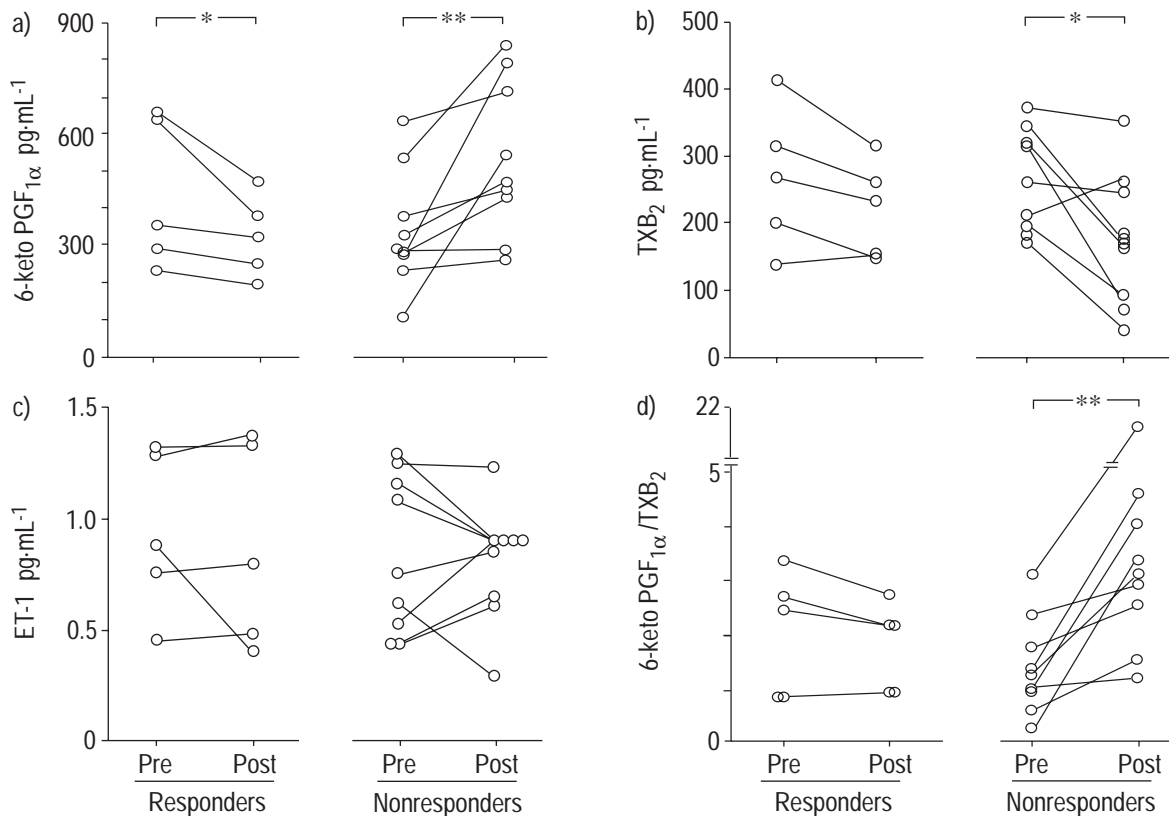 a)
900
600
300
0
6-keto PGF1α pg·mL-1
*
**
b)
500
400
300
200
100
0
TXB2 pg·mL-1
*
c)
1.5
1.0
0.5
0
ET-1 pg·mL-1
Pre Post Pre Post
Responders Nonresponders
d)
22
5
0
6-keto PGF1α/TXB2
**
Pre Post Pre Post
Responders Nonresponders